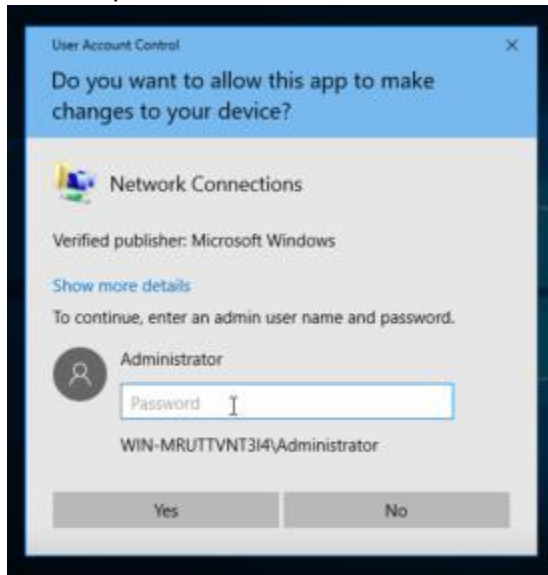 User Account Control
Do you want to allow this app to make
changes to your device?
Network Connections
Verified publisher: Microsoft Windows
Show more details
To continue, enter an admin user name and password.
Administrator
Password
WIN-MRUTTVNT3I4\Administrator
Yes
No